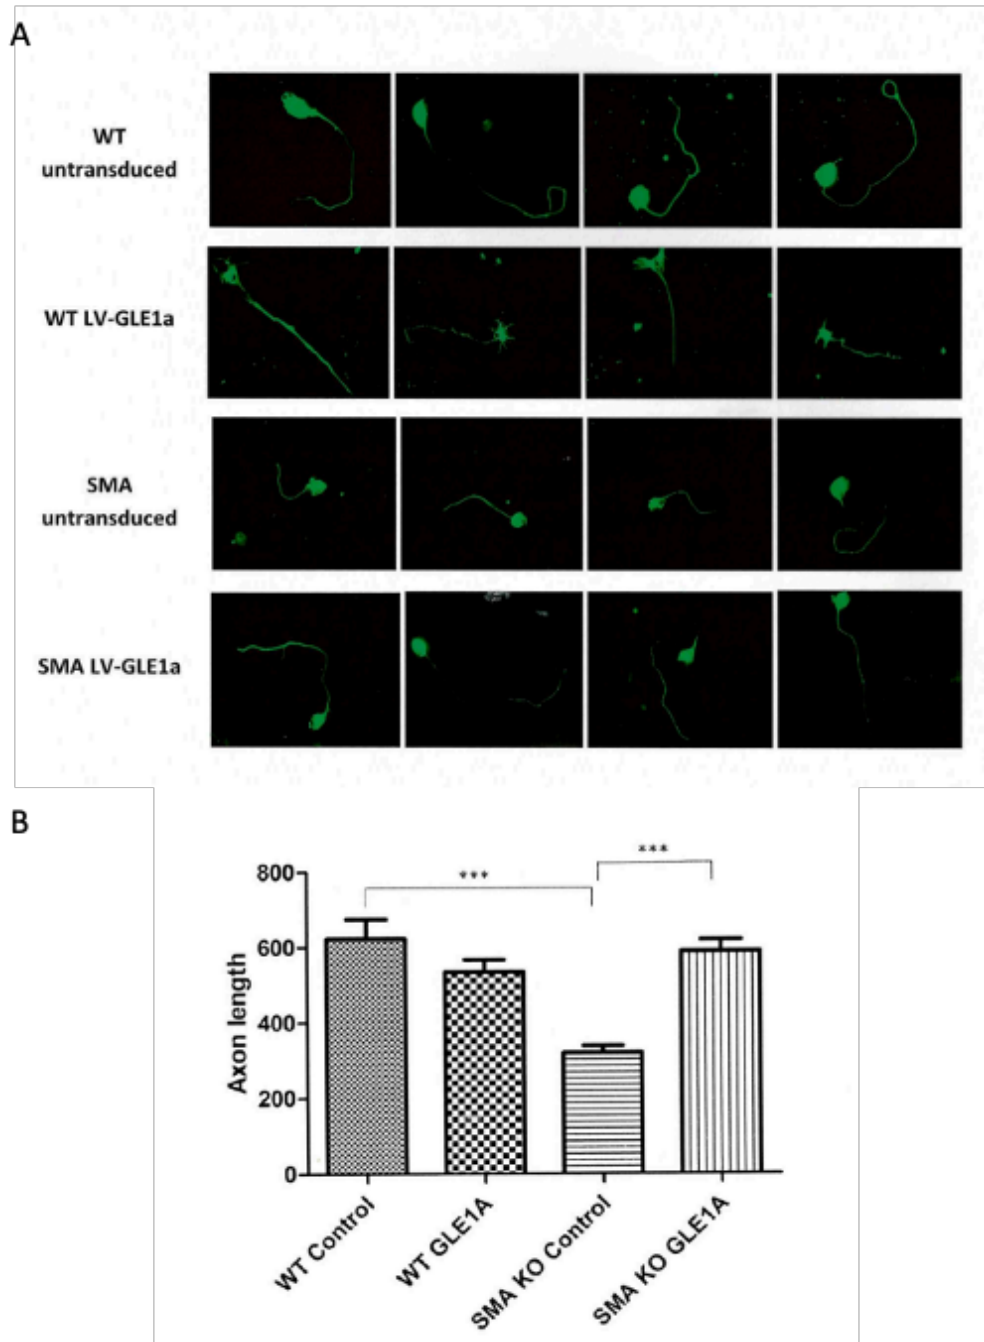 A
WT
untransduced
WT LV-GLE1a
SMA
untransduced
SMA LV-GLE1a
B
***
***
800
600
400
200
0
Axon length
WT Control
WT GLE1A
SMA KO Control
SMA KO GLE1A